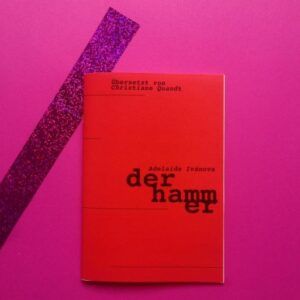 Übersetzt von
Christiane Quandt
Adelaide Ivánova
der
hamm
er